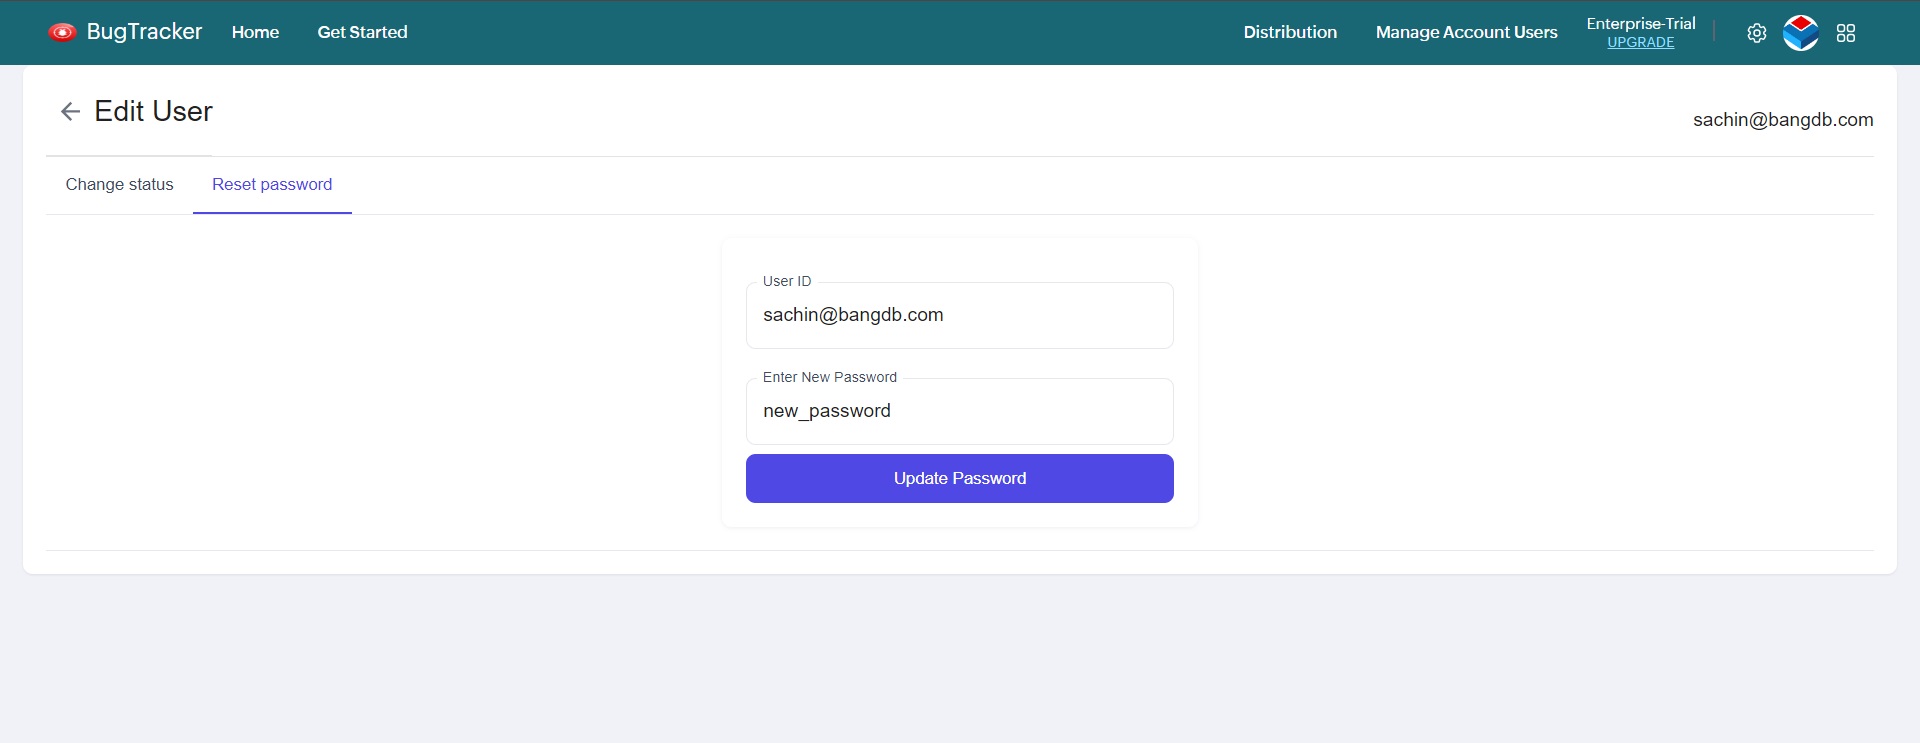 BugTracker Home Get Started Distribution Manage Account Users Enterprise-Trial
UPGRADE
Edit User
sachin@bangdb.com
Change status Reset password
User ID
sachin@bangdb.com
Enter New Password
new_password
Update Password